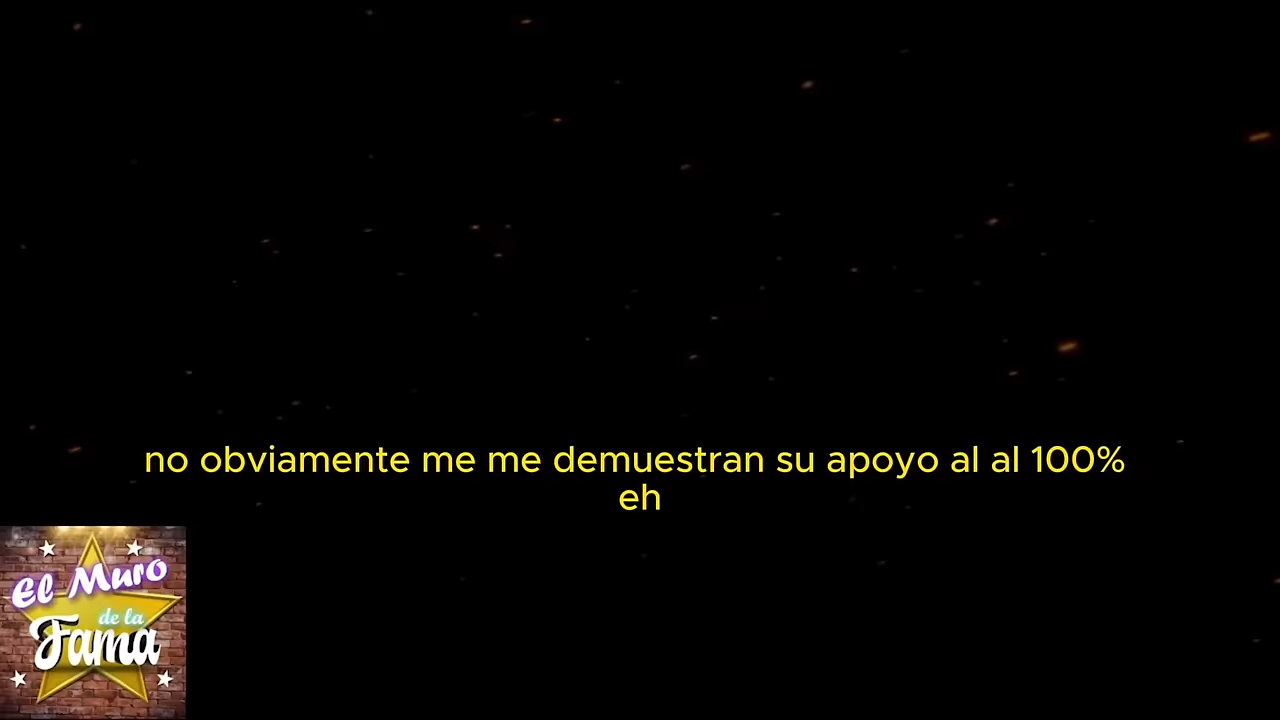 no obviamente me me demuestran su apoyo al al 100%
eh
El Muro
de la
Fama